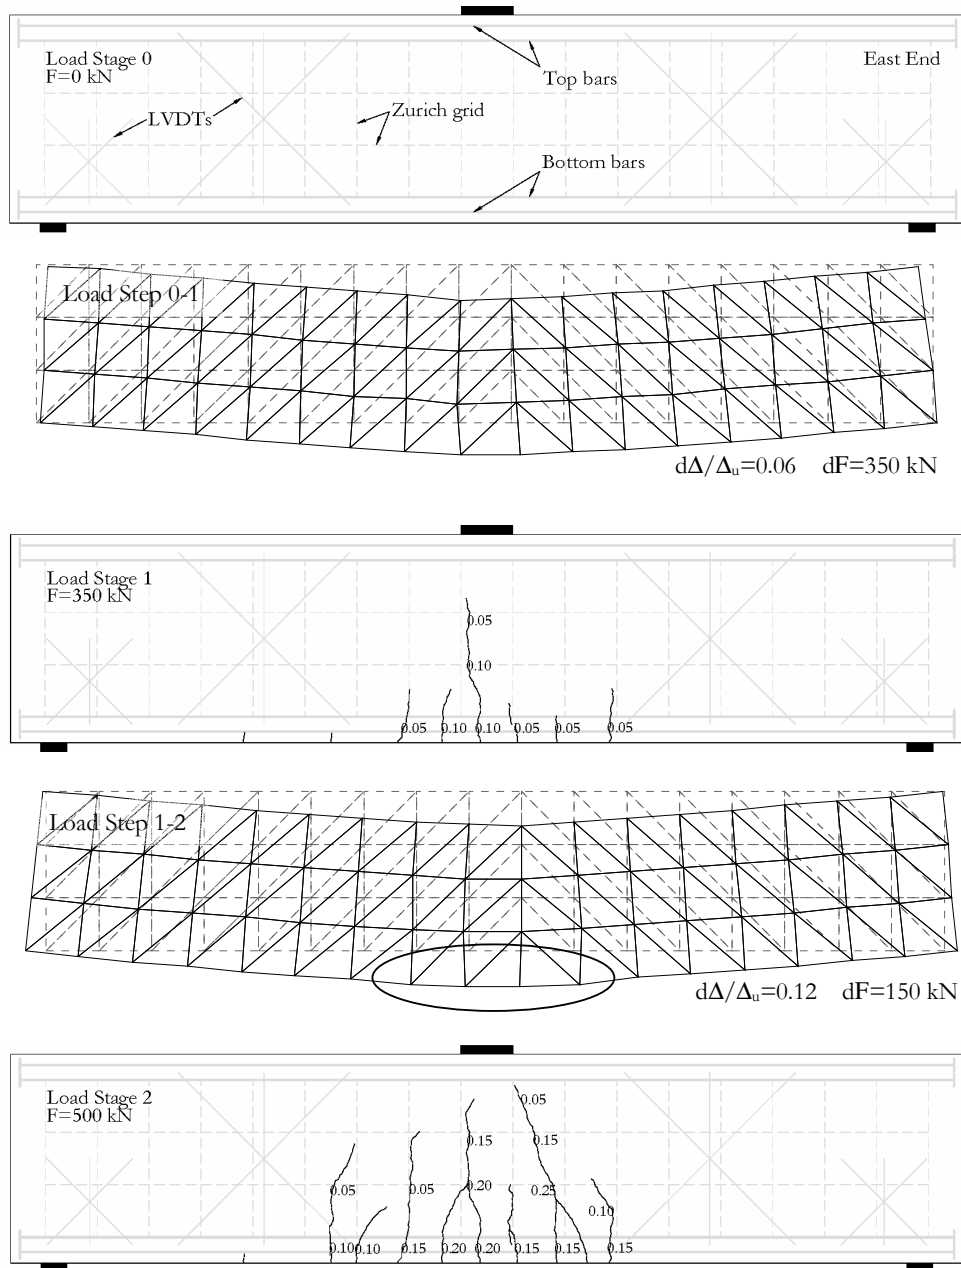 Load Stage 0
F=0 kN
East End
Top bars
LVDTs
Zurich grid
Bottom bars
Load Step 0-1
dΔ/Δu=0.06 dF=350 kN
Load Stage 1
F=350 kN
0.05
0.10
0.05 0.10 0.10 0.05 0.05 0.05
Load Step 1-2
dΔ/Δu=0.12 dF=150 kN
Load Stage 2
F=500 kN
0.05
0.15 0.15
0.05 0.05 0.20 0.25
0.10
0.10 0.10 0.15 0.20 0.20 0.15 0.15 0.15